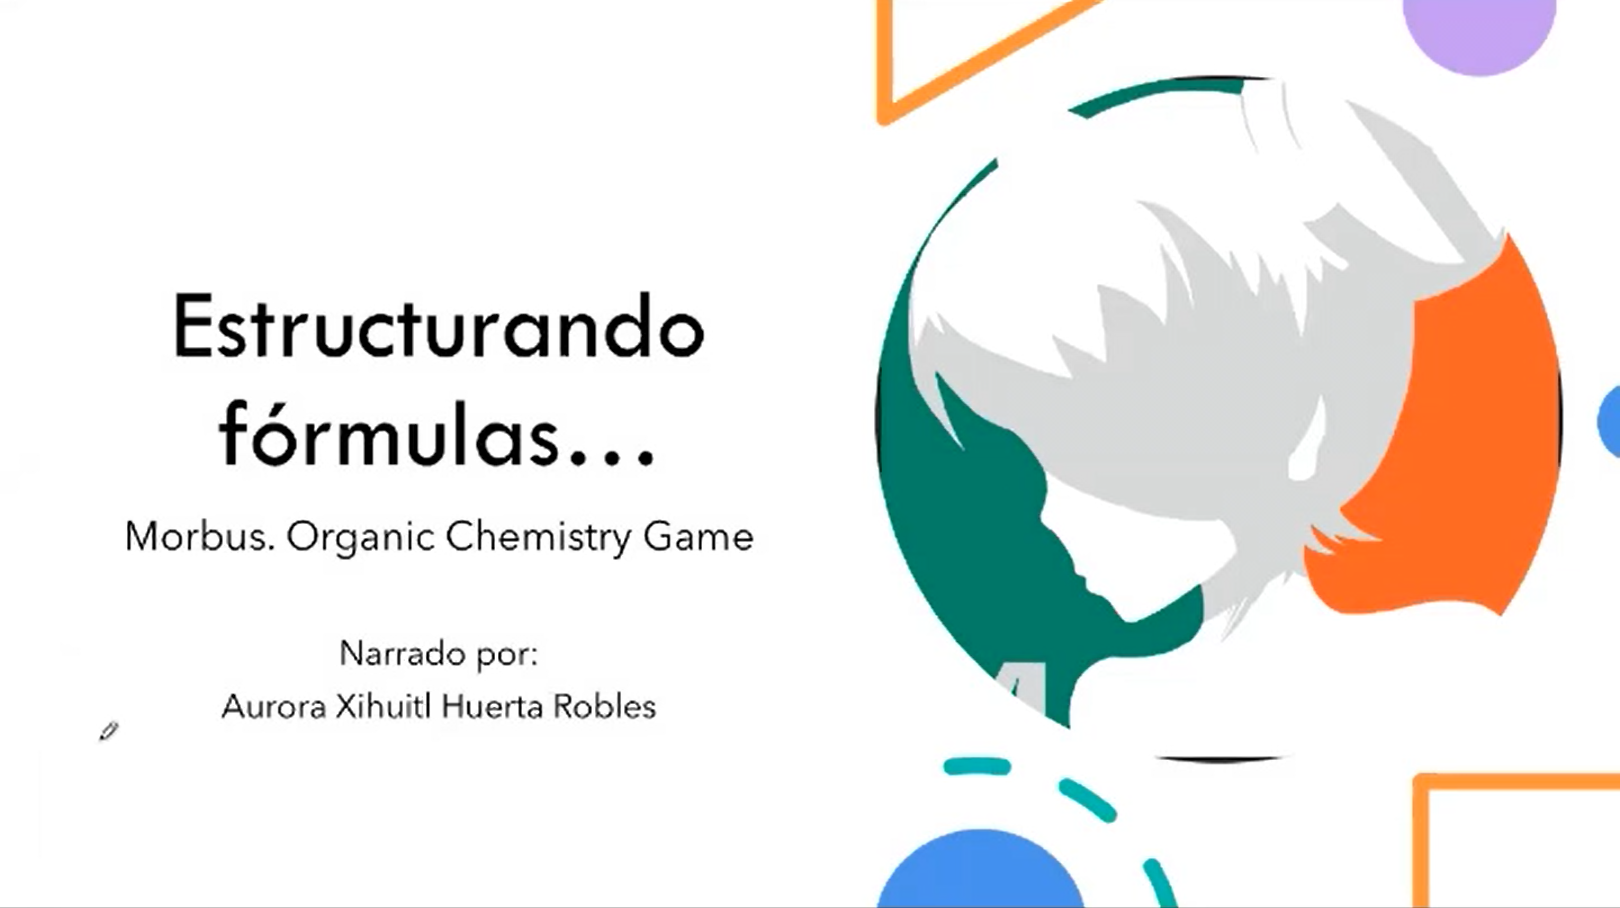 Estructurando
fórmulas...
Morbus. Organic Chemistry Game
Narrado por:
Aurora Xihuitl Huerta Robles